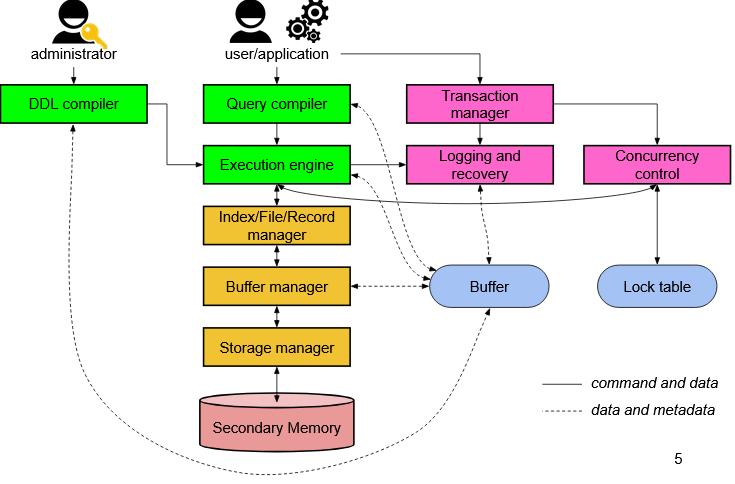 administrator
user/application
DDL compiler
Query compiler
Transaction
manager
Execution engine
Logging and
recovery
Concurrency
control
Index/File/Record
manager
Buffer manager
Buffer
Lock table
Storage manager
Secondary Memory
command and data
data and metadata
5